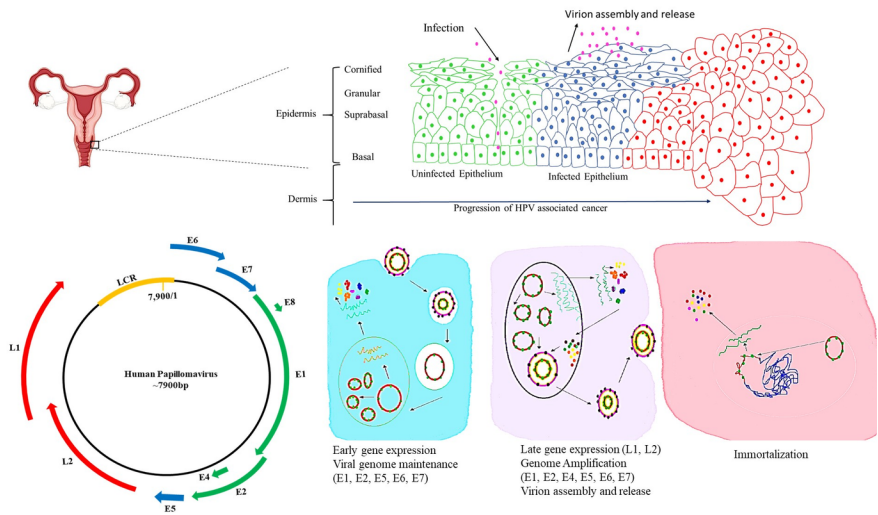 Infection
Virion assembly and release
Cornified
Granular
Epidermis
Suprabasal
Basal
Uninfected Epithelium
Infected Epithelium
Dermis
Progression of HPV associated cancer
E6
LCR
E7
7,900/1
E8
L1
E1
Human Papillomavirus
~7900bp
L2
E4
E2
E5
Early gene expression
Viral genome maintenance
(E1, E2, E5, E6, E7)
Late gene expression (L1, L2)
Genome Amplification
(E1, E2, E4, E5, E6, E7)
Virion assembly and release
Immortalization